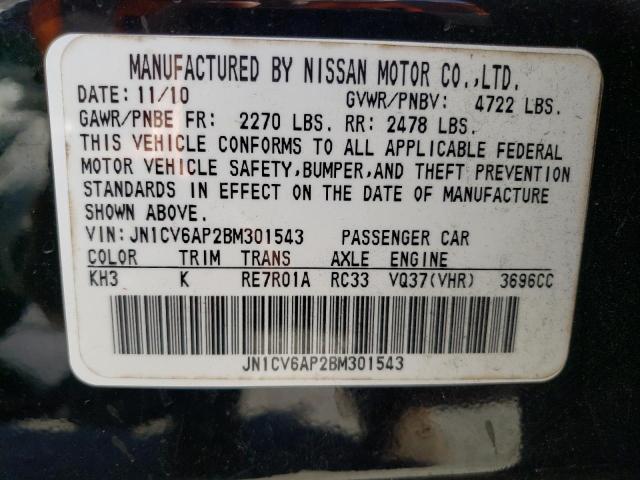 MANUFACTURED BY NISSAN MOTOR CO.,LTD.
DATE: 11/10 GVWR/PNBV: 4722 LBS.
GAWR/PNBE FR: 2270 LBS. RR: 2478 LBS.
THIS VEHICLE CONFORMS TO ALL APPLICABLE FEDERAL
MOTOR VEHICLE SAFETY,BUMPER,AND THEFT PREVENTION
STANDARDS IN EFFECT ON THE DATE OF MANUFACTURE
SHOWN ABOVE.
VIN:JN1CV6AP2BM301543 PASSENGER CAR
COLOR TRIM TRANS AXLE ENGINE
KH3 K RE7R01A RC33 VQ37(VHR) 3696CC
JN1CV6AP2BM301543